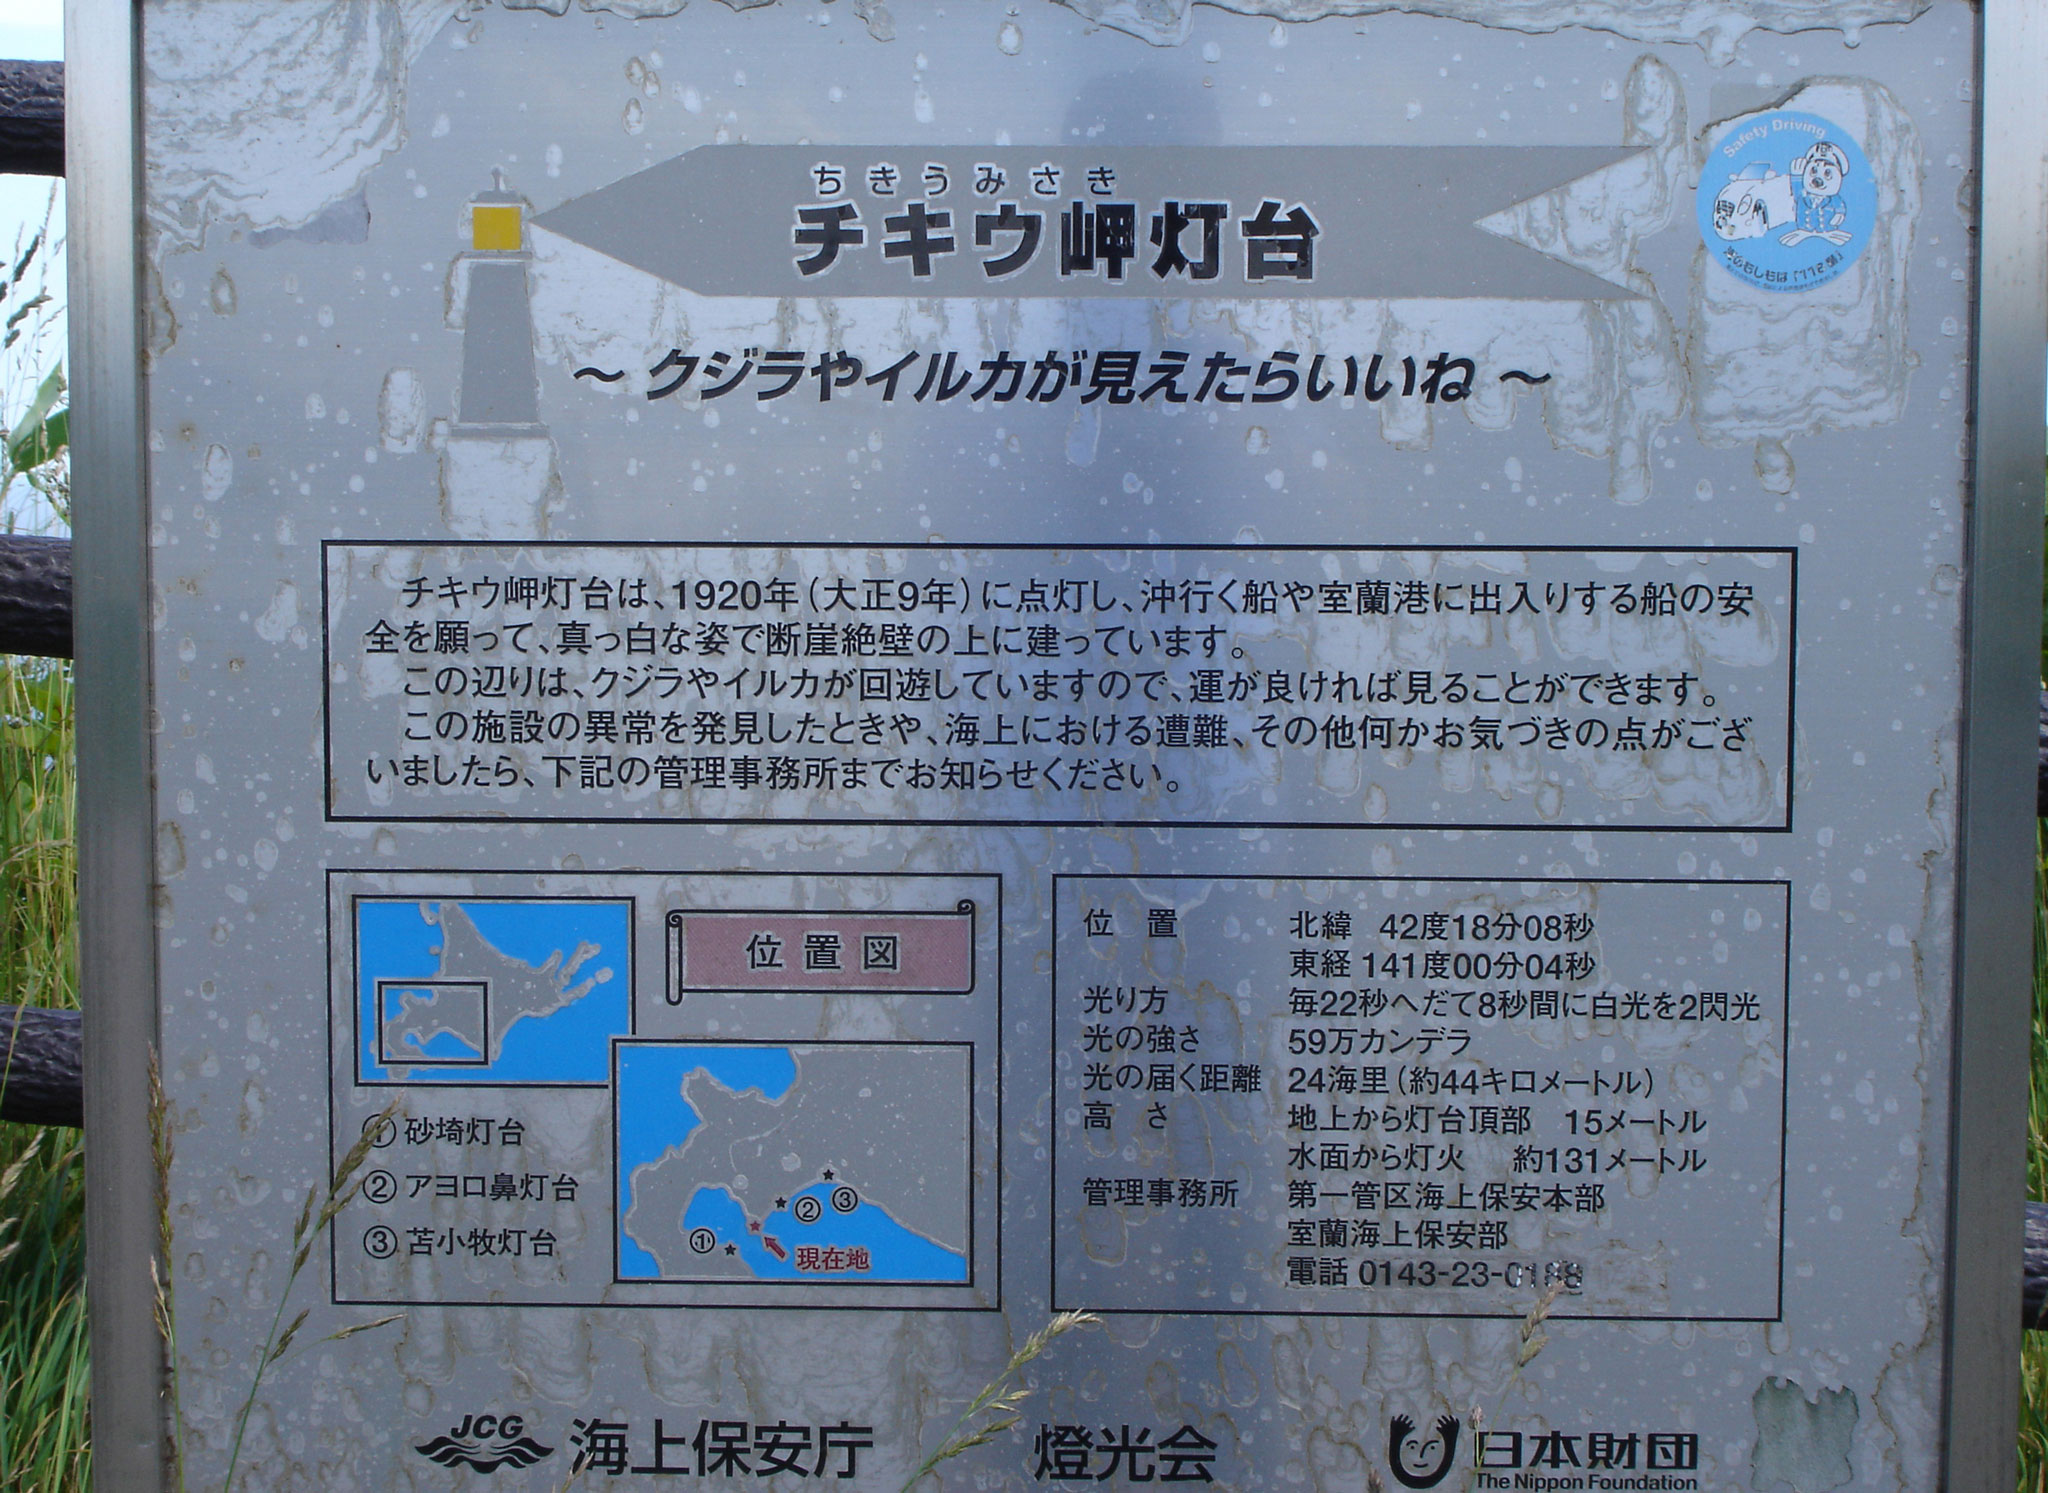 ちきうみさき
チキウ岬灯台
～クジラやイルカが見えたらいいね～
Safety Driving
チキウ岬灯台は、1920年(大正9年)に点灯し、沖行く船や室蘭港に出入りする船の安
全を願って、真っ白な姿で断崖絶壁の上に建っています。
この辺りは、クジラやイルカが回遊していますので、運が良ければ見ることができます。
この施設の異常を発見したときや、海上における遭難、その他何かお気づきの点がござ
いましたら、下記の管理事務所までお知らせください。
位置図
①砂埼灯台
②アヨロ鼻灯台
③苫小牧灯台
①
②
③
現在地
位 置 北緯 42度18分08秒
東経 141度00分04秒
光り方 毎22秒へだて8秒間に白光を2閃光
光の強さ 59万カンデラ
光の届く距離 24海里(約44キロメートル)
高 さ 地上から灯台頂部 15メートル
水面から灯火 約131メートル
管理事務所 第一管区海上保安本部
室蘭海上保安部
電話 0143-23-0188
JCG 海上保安庁
燈光会
日本財団
The Nippon Foundation